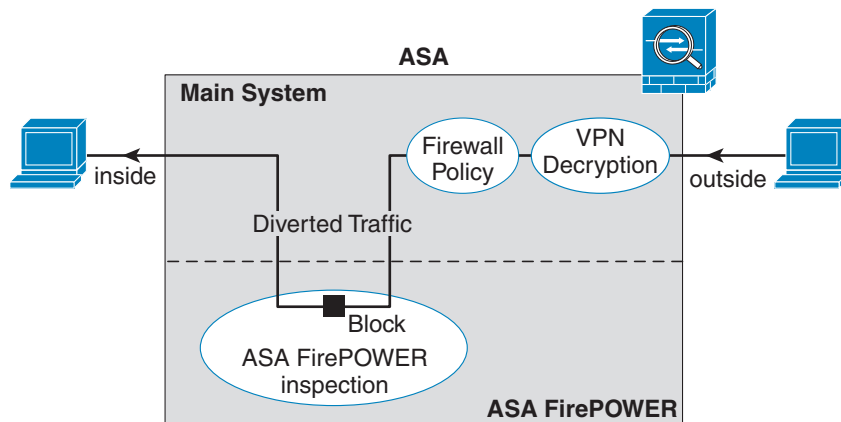 ASA
Main System
Firewall
Policy
VPN
Decryption
inside
outside
Diverted Traffic
Block
ASA FirePOWER
inspection
ASA FirePOWER